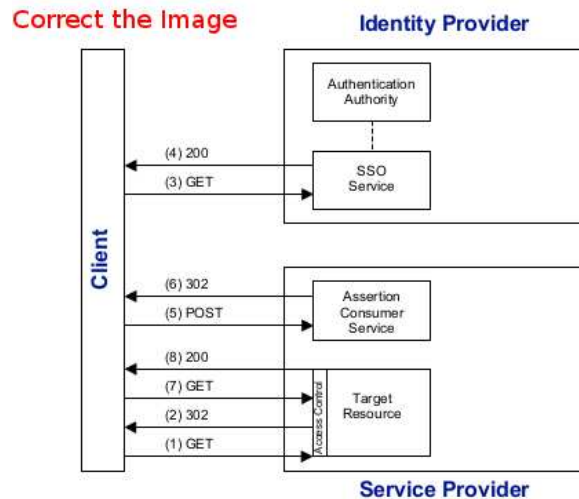 Correct the Image
Identity Provider
Authentication
Authority
(4) 200
(3) GET
SSO
Service
Client
(6) 302
(5) POST
Assertion
Consumer
Service
(8) 200
(7) GET
(2) 302
(1) GET
Access Control
Target
Resource
Service Provider